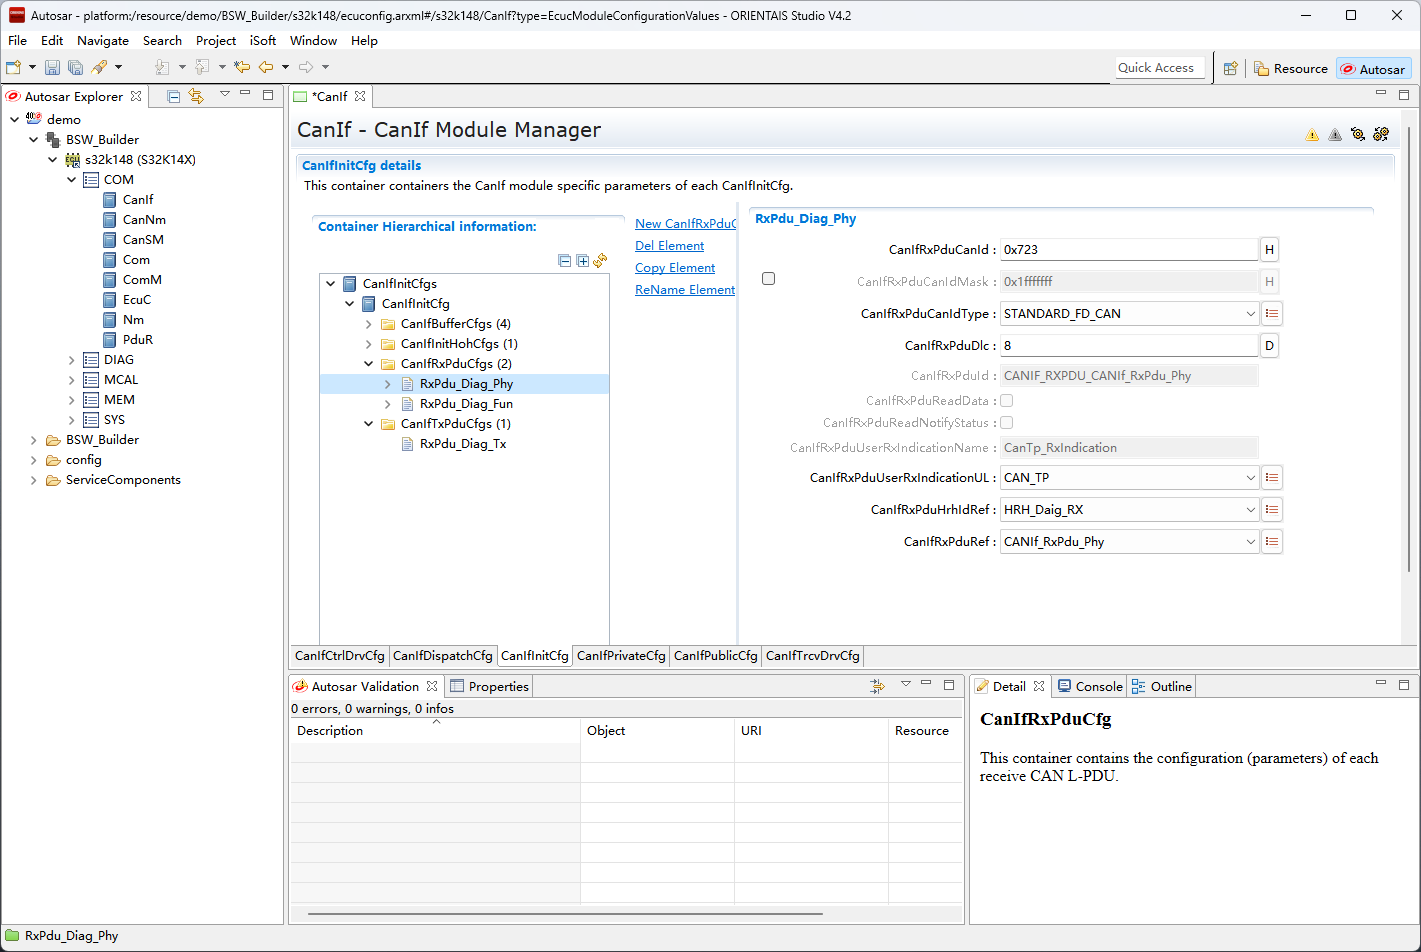 Autosar - platform:/resource/demo/BSW_Builder/s32k148/ecuconfig.arxml#/s32k148/CanIf?type=EcucModuleConfigurationValues - ORIENTAIS Studio V4.2
File Edit Navigate Search Project iSoft Window Help
Quick Access
Resource
Autosar
Autosar Explorer
demo
BSW_Builder
s32k148 (S32K14X)
COM
CanIf
CanNm
CanSM
Com
ComM
EcuC
Nm
PduR
DIAG
MCAL
MEM
SYS
BSW_Builder
config
ServiceComponents
*CanIf
CanIf - CanIf Module Manager
CanIfInitCfg details
This container containers the CanIf module specific parameters of each CanIfInitCfg.
Container Hierarchical information:
CanIfInitCfgs
CanIfInitCfg
CanIfBufferCfgs (4)
CanIfInitHohCfgs (1)
CanIfRxPduCfgs (2)
RxPdu_Diag_Phy
RxPdu_Diag_Fun
CanIfTxPduCfgs (1)
RxPdu_Diag_Tx
New CanIfRxPduC
Del Element
Copy Element
ReName Element
RxPdu_Diag_Phy
CanIfRxPduCanId : 0x723 H
CanIfRxPduCanIdMask : 0x1fffffff H
CanIfRxPduCanIdType : STANDARD_FD_CAN
CanIfRxPduDlc : 8 D
CanIfRxPduId : CANIF_RXPDU_CANIf_RxPdu_Phy
CanIfRxPduReadData :
CanIfRxPduReadNotifyStatus :
CanIfRxPduUserRxIndicationName : CanTp_RxIndication
CanIfRxPduUserRxIndicationUL : CAN_TP
CanIfRxPduHrhIdRef : HRH_Daig_RX
CanIfRxPduRef : CANIf_RxPdu_Phy
CanIfCtrlDrvCfg CanIfDispatchCfg CanIfInitCfg CanIfPrivateCfg CanIfPublicCfg CanIfTrcvDrvCfg
Autosar Validation Properties
0 errors, 0 warnings, 0 infos
Description Object URI Resource
Detail Console Outline
CanIfRxPduCfg
This container contains the configuration (parameters) of each
receive CAN L-PDU.
RxPdu_Diag_Phy